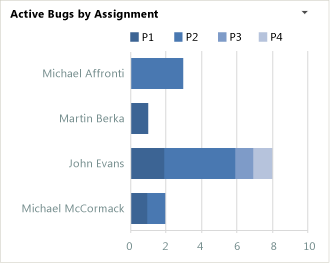 Active Bugs by Assignment
P1 P2 P3 P4
Michael Affronti
Martin Berka
John Evans
Michael McCormack
0 2 4 6 8 10